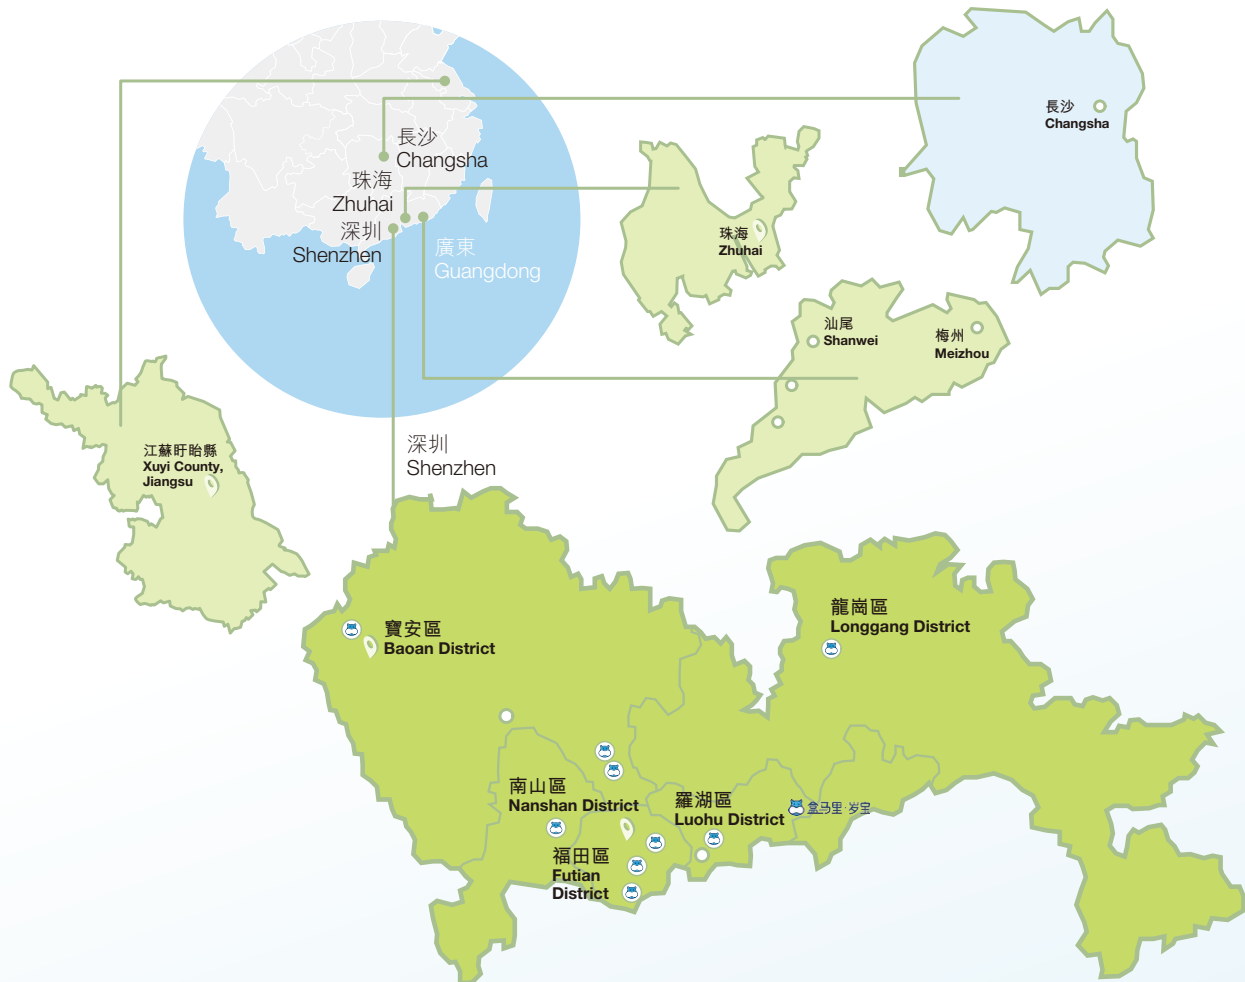 長沙
Changsha
珠海
Zhuhai
深圳
Shenzhen
廣東
Guangdong
長沙
Changsha
珠海
Zhuhai
汕尾
Shanwei
梅州
Meizhou
江蘇盱眙縣
Xuyi County,
Jiangsu
深圳
Shenzhen
寶安區
Baoan District
龍崗區
Longgang District
南山區
Nanshan District
羅湖區
Luohu District
盒马里·岁宝
福田區
Futian
District